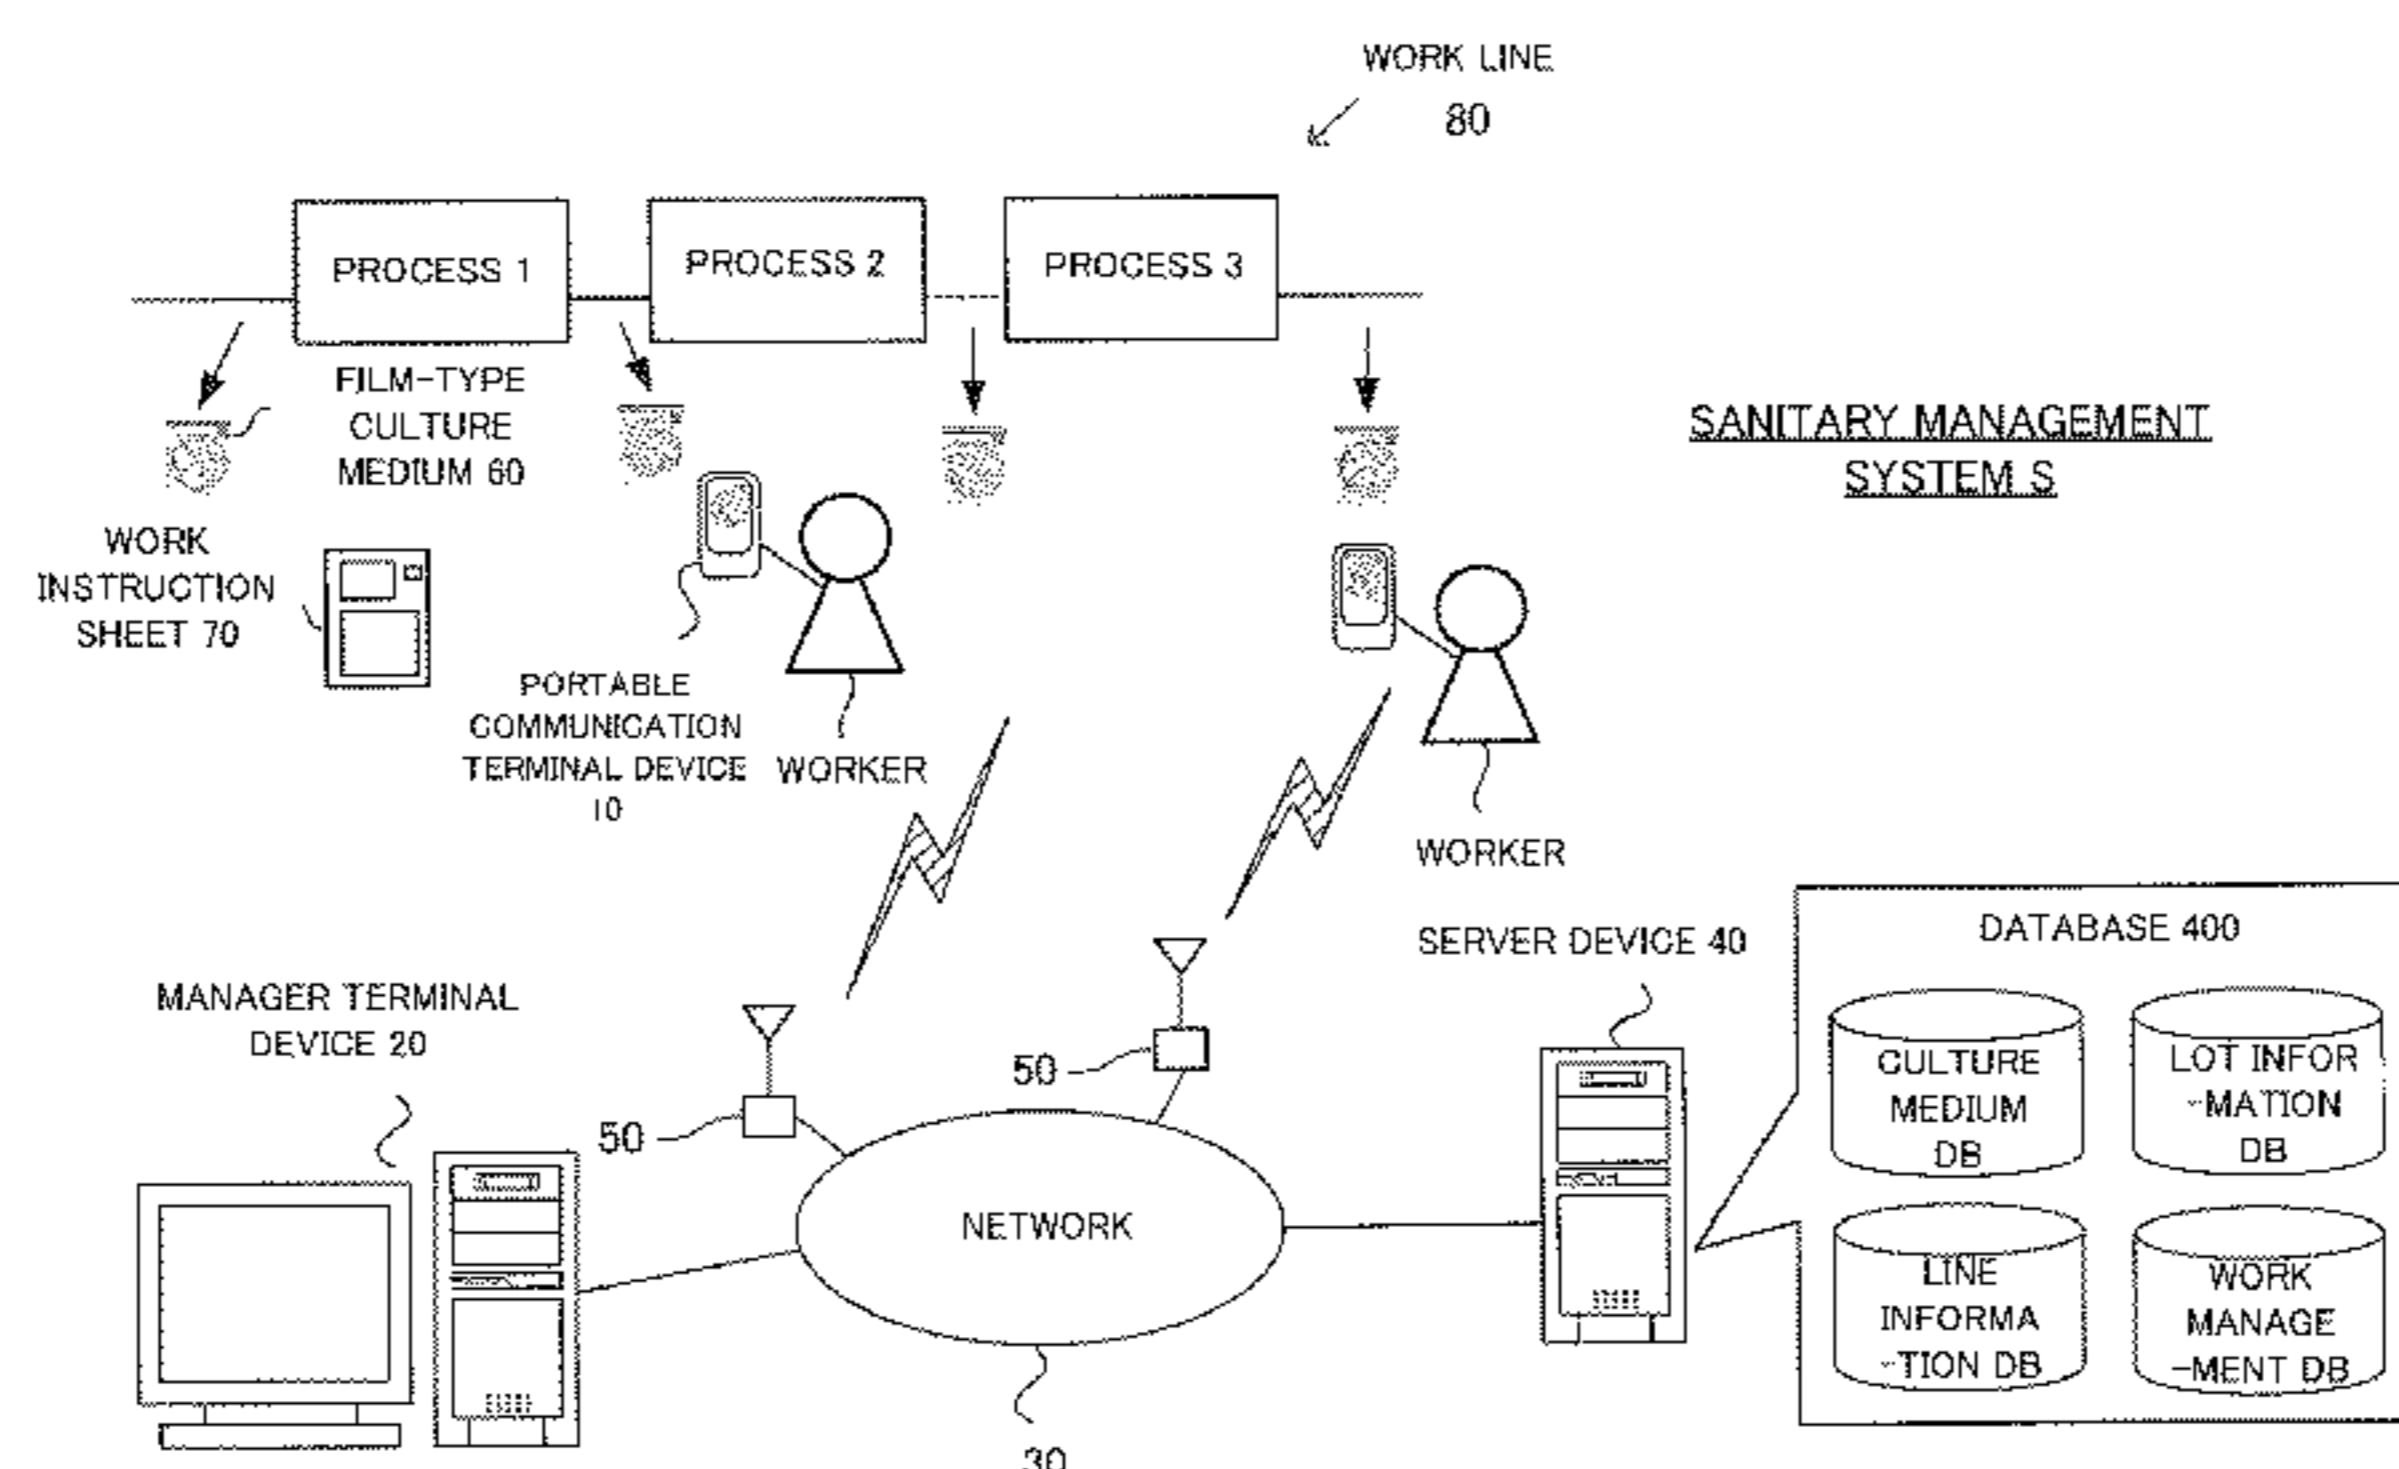 WORK LINE
80
PROCESS 1
PROCESS 2
PROCESS 3
FILM-TYPE
CULTURE
MEDIUM 60
SANITARY MANAGEMENT
SYSTEM S
WORK
INSTRUCTION
SHEET 70
PORTABLE
COMMUNICATION
TERMINAL DEVICE
10
WORKER
WORKER
SERVER DEVICE 40
DATABASE 400
MANAGER TERMINAL
DEVICE 20
50
50
CULTURE
MEDIUM
DB
LOT INFOR
-MATION
DB
NETWORK
LINE
INFORMA
-TION DB
WORK
MANAGE
-MENT DB
30